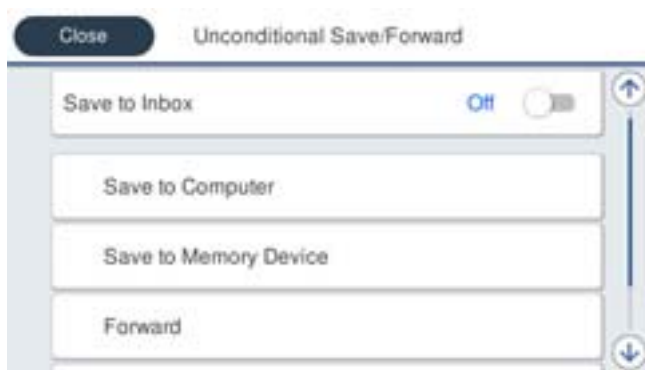 Close Unconditional Save/Forward
Save to Inbox Off
Save to Computer
Save to Memory Device
Forward